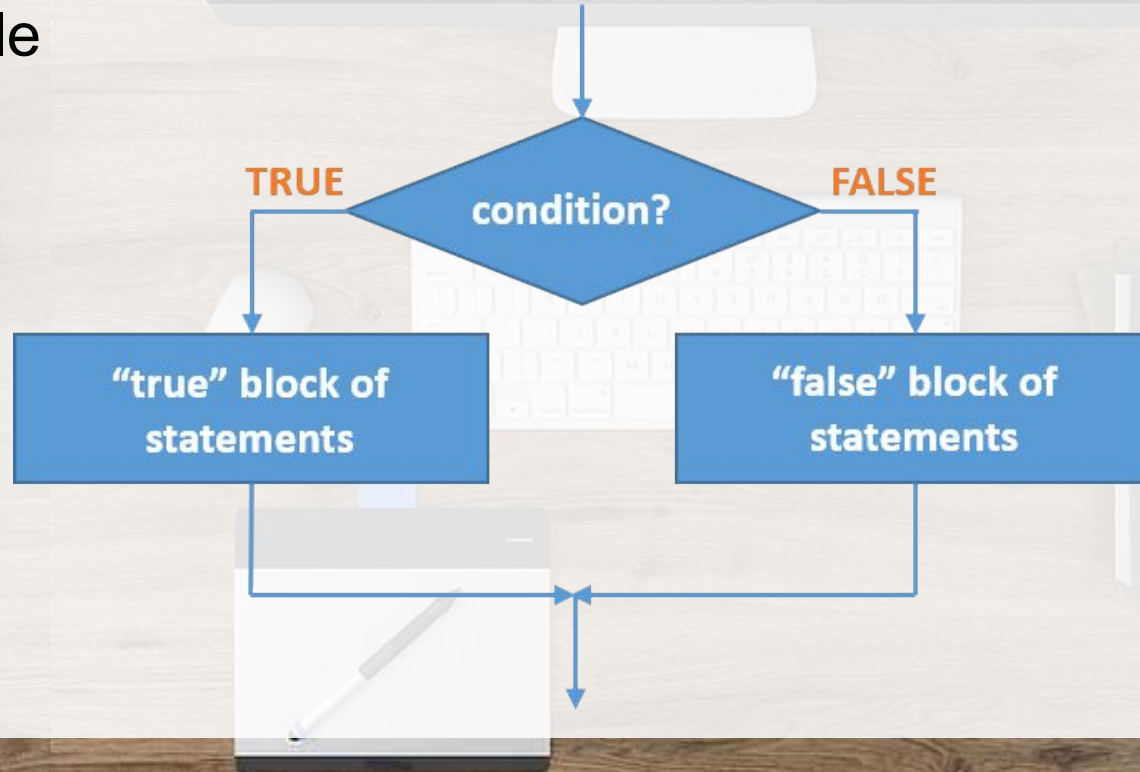 le
TRUE
FALSE
condition?
“true” block of
statements
“false” block of
statements